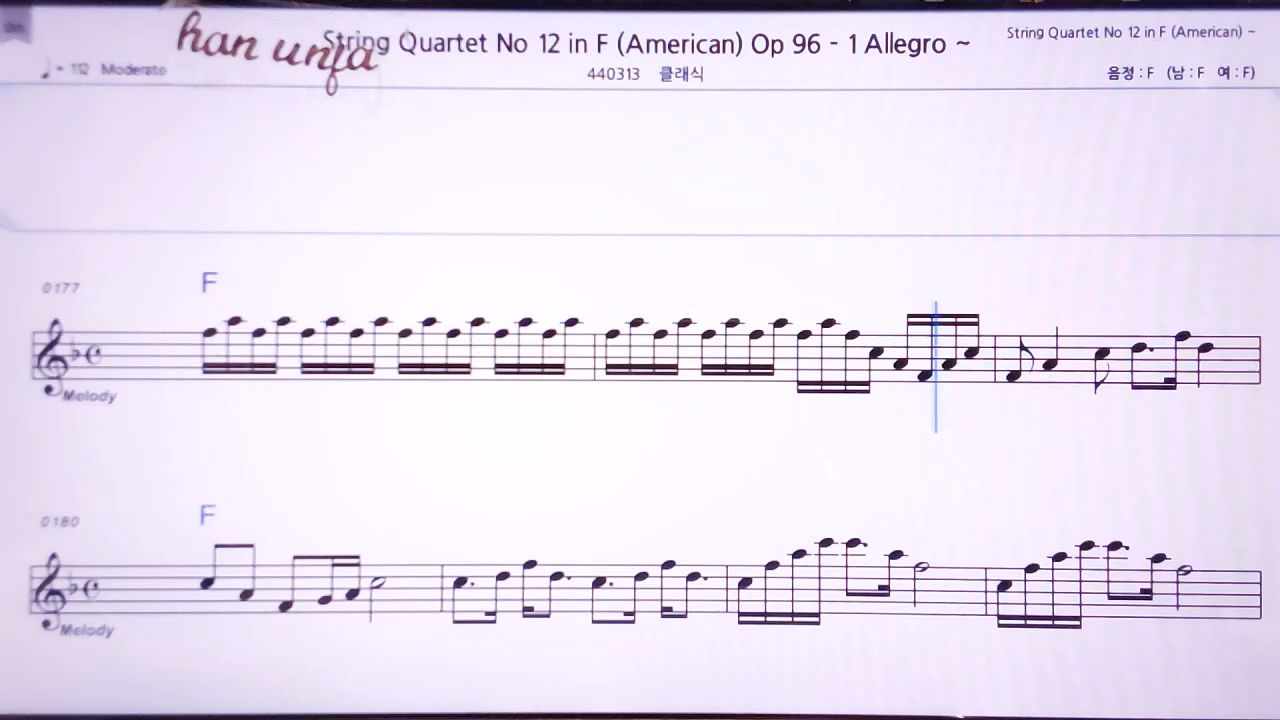 han unfa
String Quartet No 12 in F (American) Op 96 - 1 Allegro ~
String Quartet No 12 in F (American) ~
♩= 112 Moderato
440313 클래식
음정 : F (남 : F 여 : F)
0177
F
Melody
0180
F
Melody